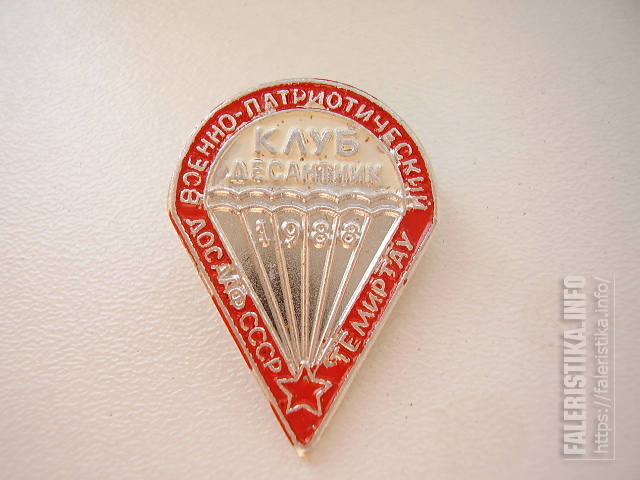 ВОЕННО-ПАТРИОТИЧЕСКИЙ
КЛУБ
ДЕСАНТНИК
1988
ДОСААФ СССР
ТЕМИРТАУ
FALERISTIKA.INFO
https://faleristika.info/